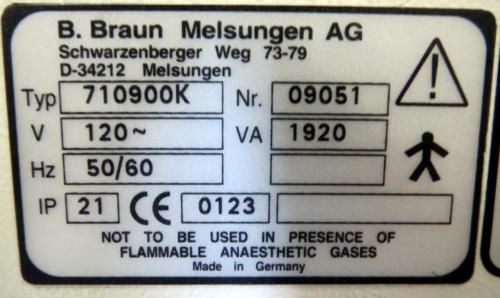 B. Braun Melsungen AG
Schwarzenberger Weg 73-79
D-34212 Melsungen
Typ 710900K Nr. 09051
V 120~ VA 1920
Hz 50/60
IP 21 CE 0123
NOT TO BE USED IN PRESENCE OF
FLAMMABLE ANAESTHETIC GASES
Made in Germany